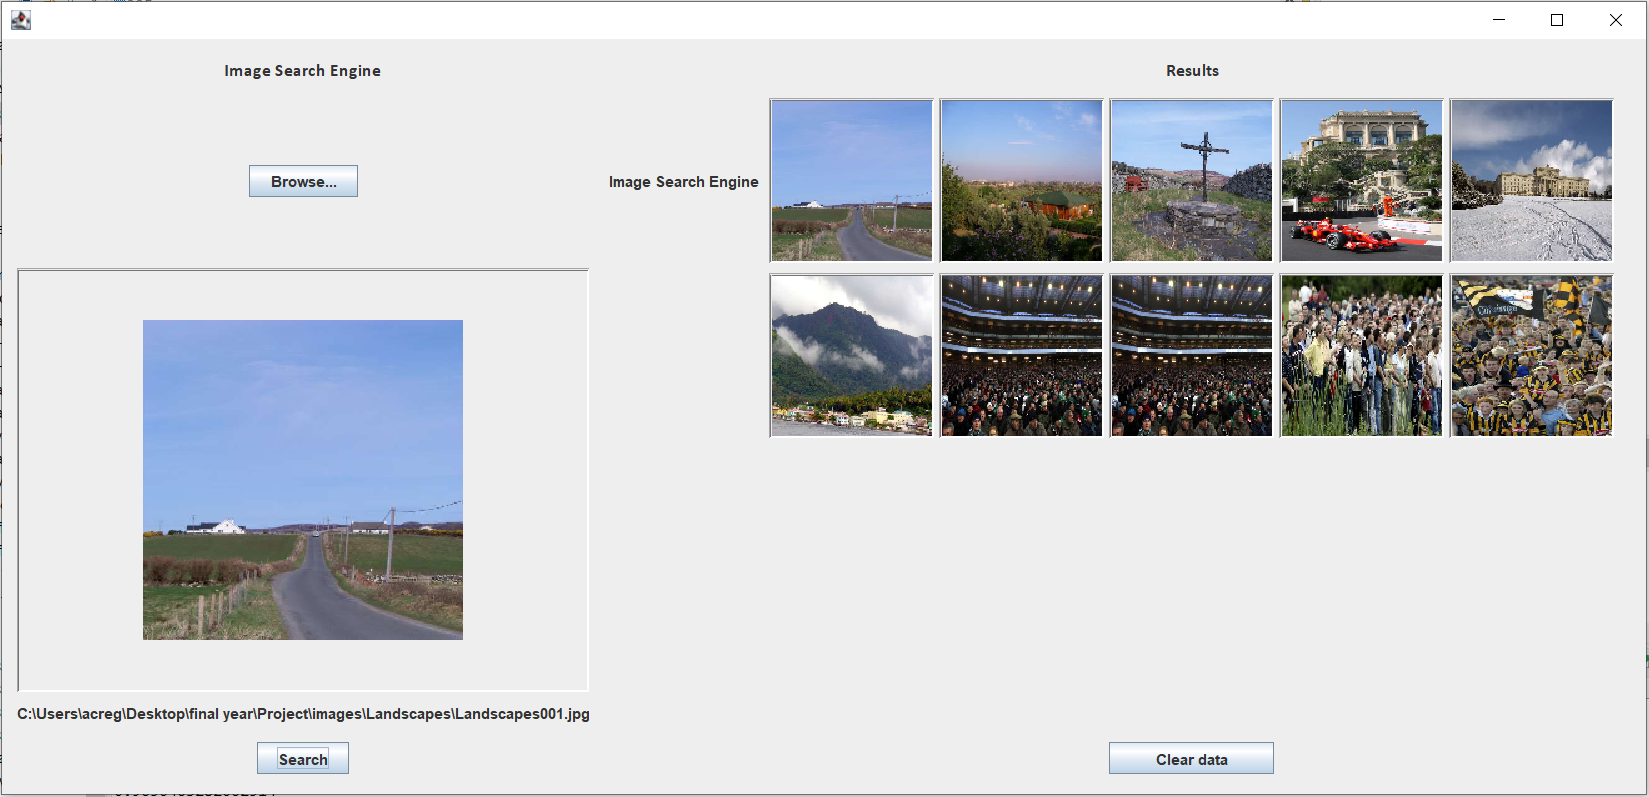 Image Search Engine
Results
Browse...
Image Search Engine
C:\Users\acreg\Desktop\final year\Project\images\Landscapes\Landscapes001.jpg
Search
Clear data